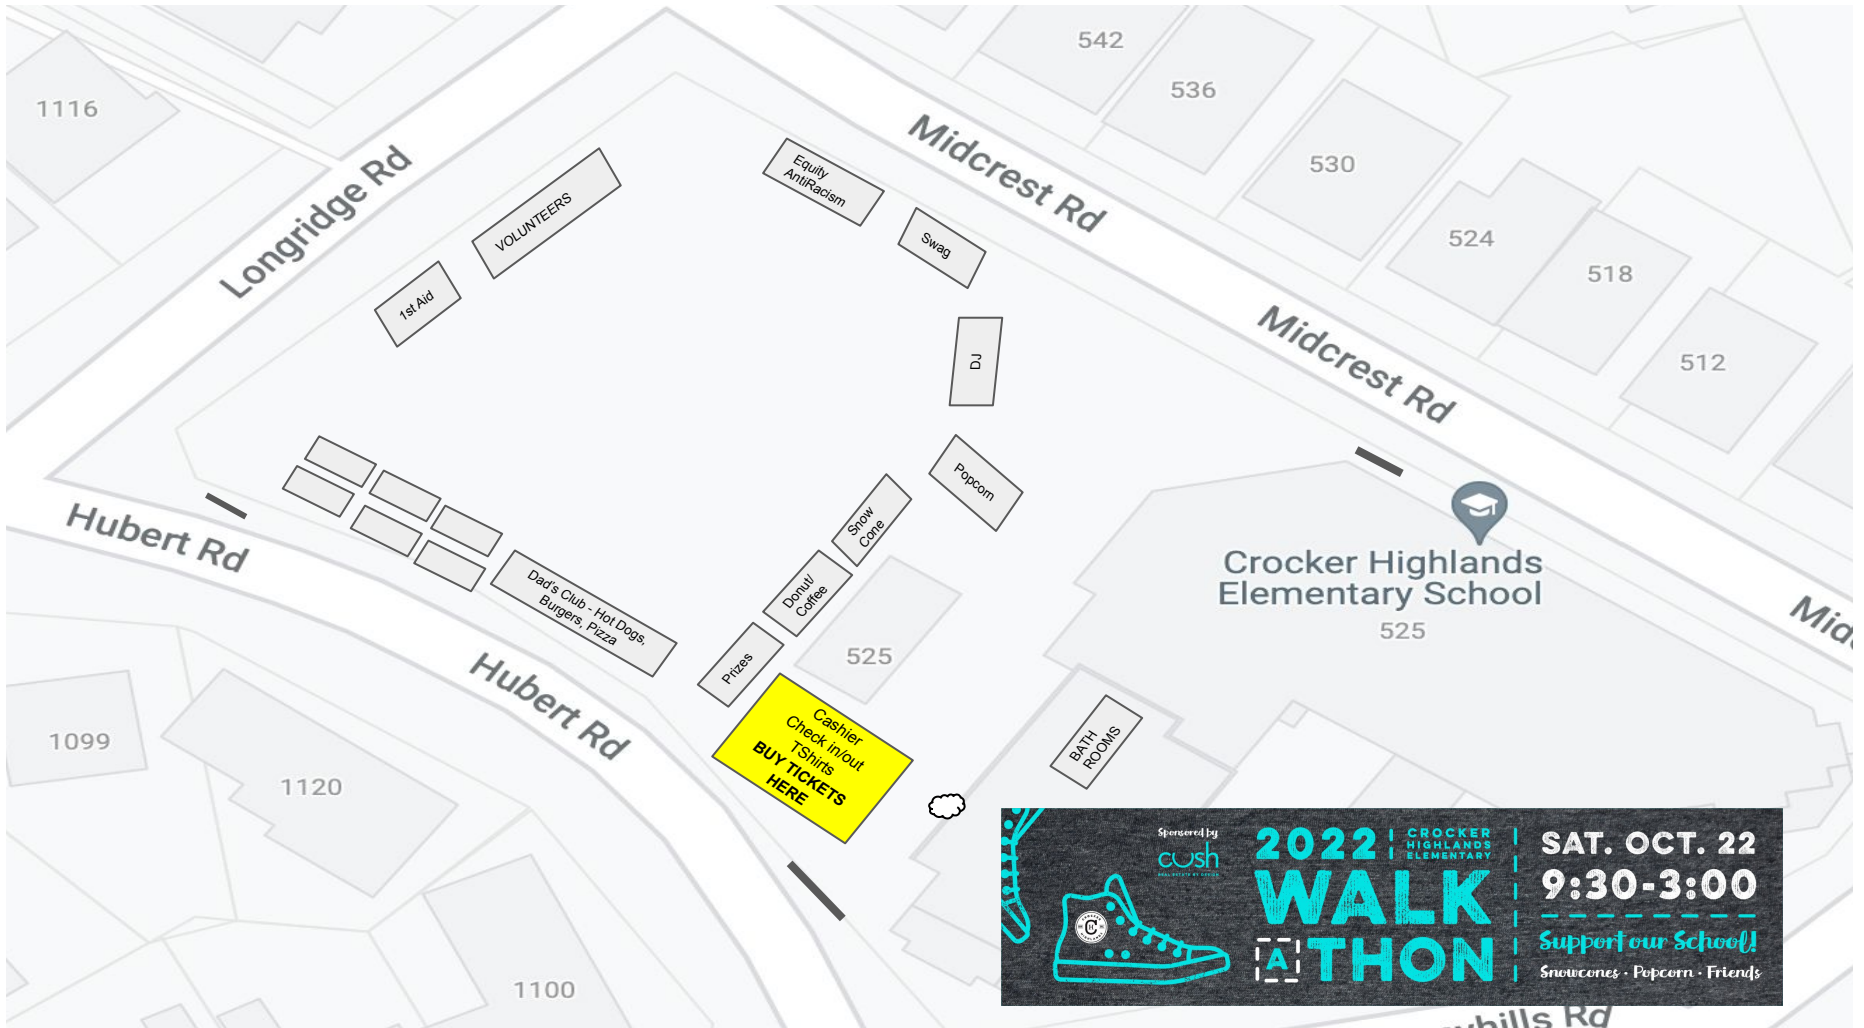 542
536
1116
530
Longridge Rd
Midcrest Rd
Equity
AntiRacism
VOLUNTEERS
Swag
524
518
1st Aid
Midcrest Rd
DJ
512
Popcorn
Snow
Cone
Hubert Rd
Crocker Highlands
Elementary School
525
Donut/
Coffee
Dad's Club - Hot Dogs,
Burgers, Pizza
Prizes
525
Hubert Rd
Cashier
Check in/out
TShirts
BUY TICKETS
HERE
BATH
ROOMS
1099
1120
1100
Sponsored by
cush
REAL ESTATE BY DESIGN
2022
CROCKER
HIGHLANDS
ELEMENTARY
WALK
A THON
SAT. OCT. 22
9:30-3:00
Support our School!
Snowcones · Popcorn · Friends